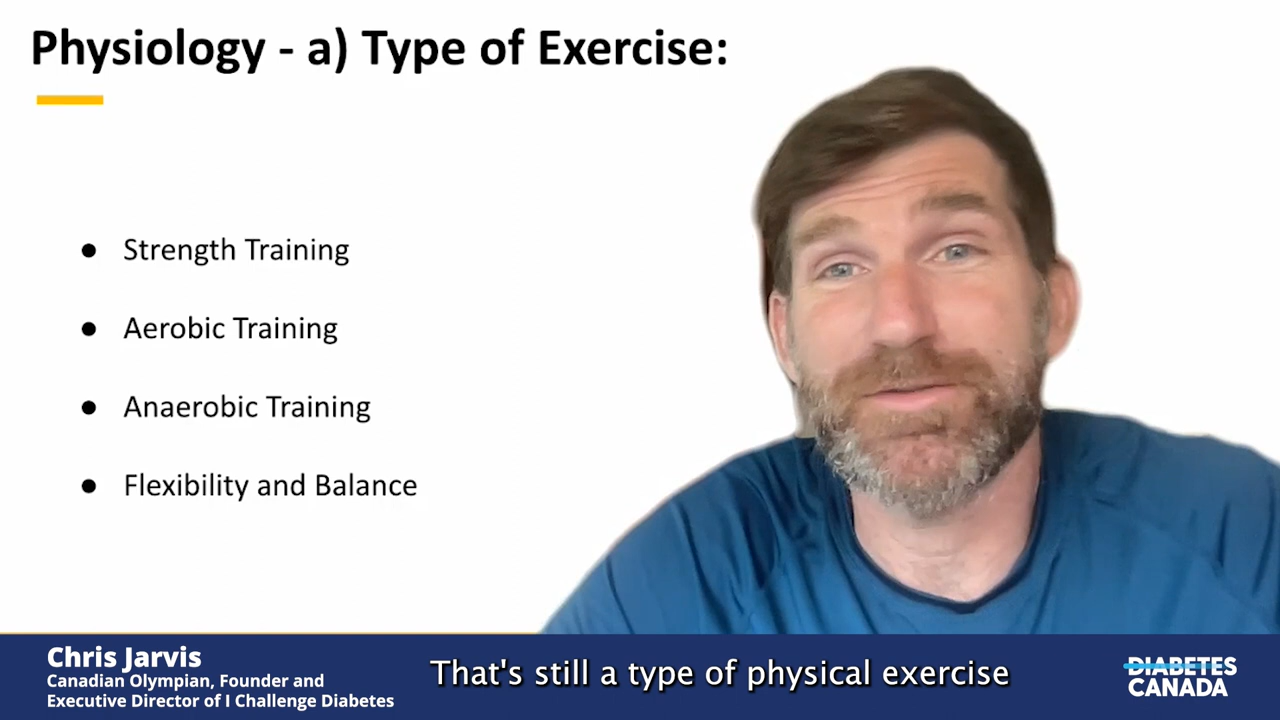 Physiology - a) Type of Exercise:
● Strength Training
● Aerobic Training
● Anaerobic Training
● Flexibility and Balance
Chris Jarvis
Canadian Olympian, Founder and
Executive Director of I Challenge Diabetes
That's still a type of physical exercise
DIABETES
CANADA